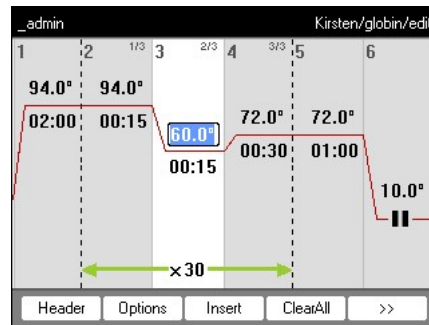 _admin Kirsten/globin/edi
1 2 1/3 3 2/3 4 3/3 5 6
94.0° 94.0° 60.0° 72.0° 72.0° 10.0°
02:00 00:15 00:15 00:30 01:00
×30
Header Options Insert ClearAll >>